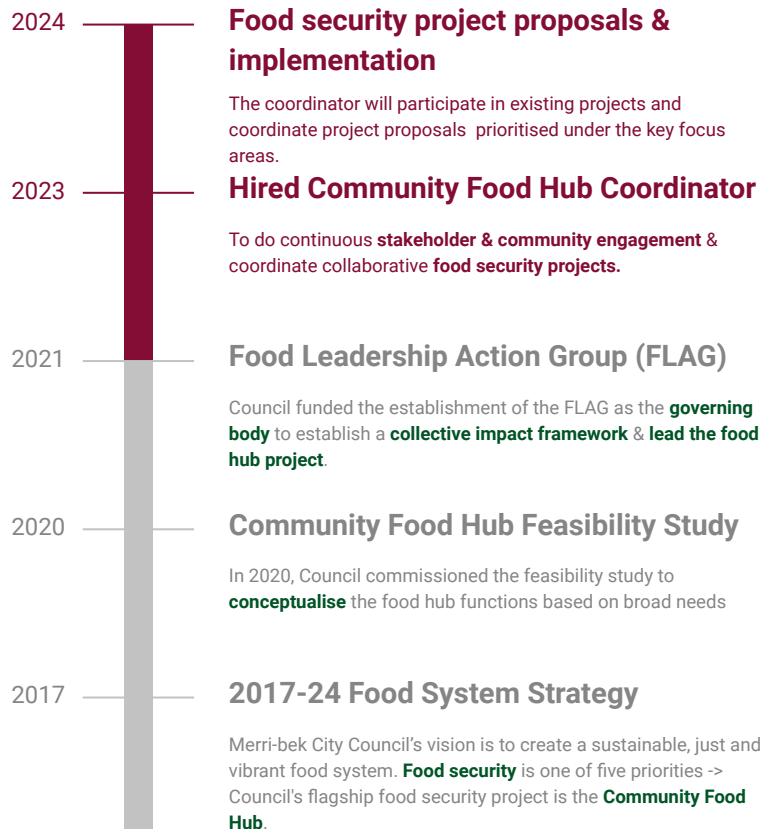 2024
Food security project proposals &
implementation
The coordinator will participate in existing projects and
coordinate project proposals  prioritised under the key focus
areas.
2023
Hired Community Food Hub Coordinator
To do continuous stakeholder & community engagement &
coordinate collaborative food security projects.
2021
Food Leadership Action Group (FLAG)
Council funded the establishment of the FLAG as the governing
body to establish a collective impact framework & lead the food
hub project.
2020
Community Food Hub Feasibility Study
In 2020, Council commissioned the feasibility study to
conceptualise the food hub functions based on broad needs
2017
2017-24 Food System Strategy
Merri-bek City Council’s vision is to create a sustainable, just and
vibrant food system. Food security is one of five priorities ->
Council's flagship food security project is the Community Food
Hub.